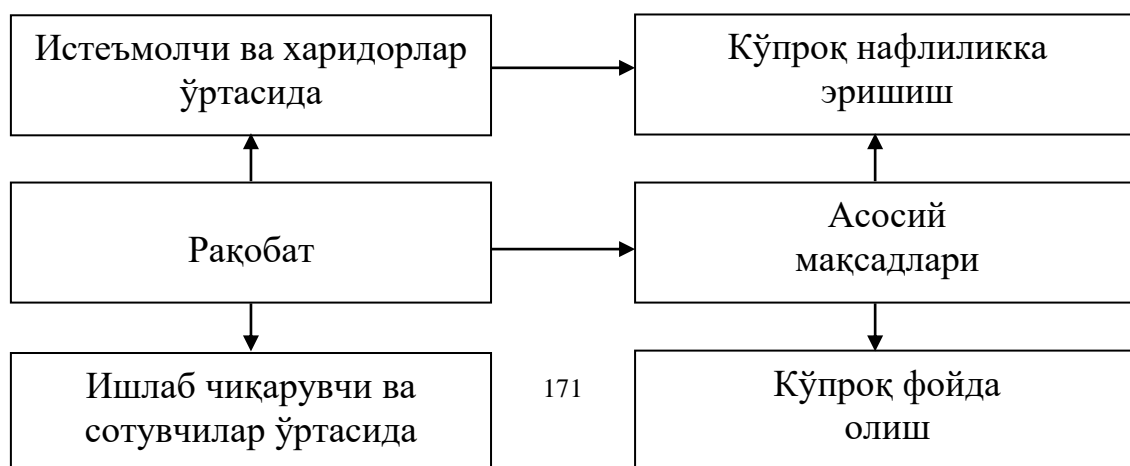 Истеъмолчи ва харидорлар
ўртасида
Кўпроқ нафлиликка
эришиш
Рақобат
Асосий
мақсадлари
Ишлаб чиқарувчи ва
сотувчилар ўртасида
171
Кўпроқ фойда
олиш